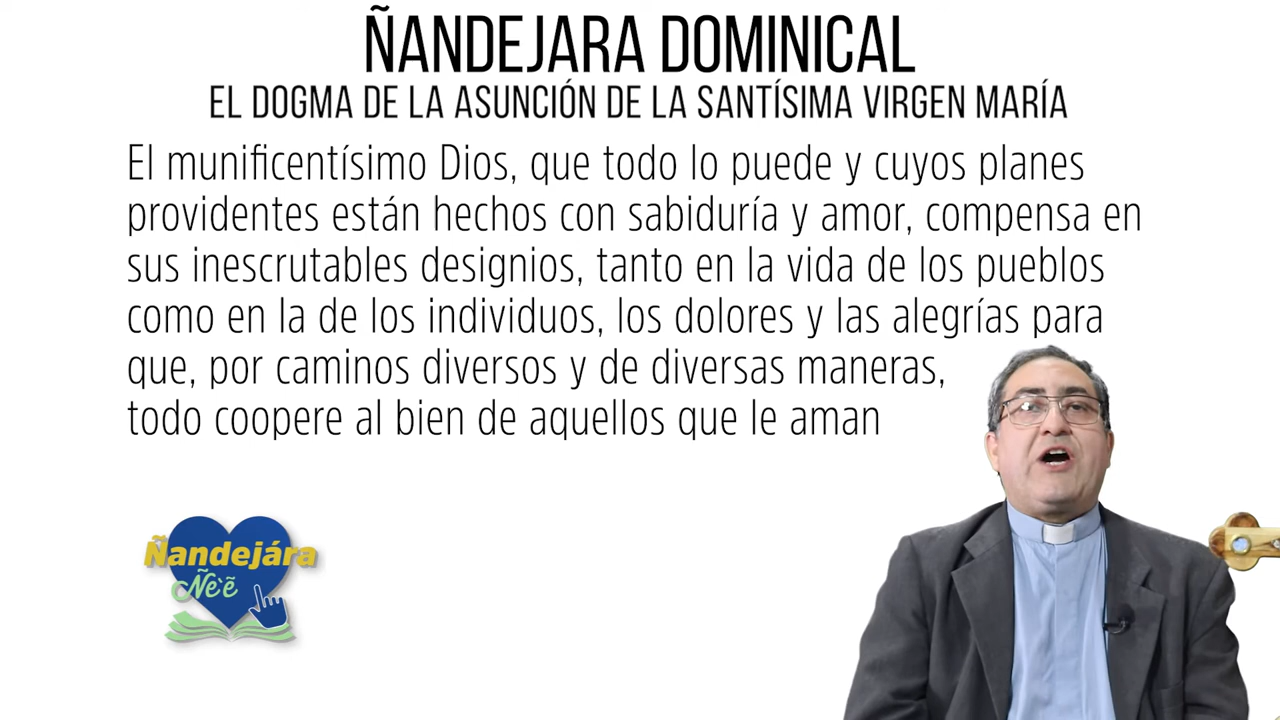 ÑANDEJARA DOMINICAL
EL DOGMA DE LA ASUNCIÓN DE LA SANTÍSIMA VIRGEN MARÍA
El munificentísimo Dios, que todo lo puede y cuyos planes
providentes están hechos con sabiduría y amor, compensa en
sus inescrutables designios, tanto en la vida de los pueblos
como en la de los individuos, los dolores y las alegrías para
que, por caminos diversos y de diversas maneras,
todo coopere al bien de aquellos que le aman
Ñandejára
Ñe'ẽ